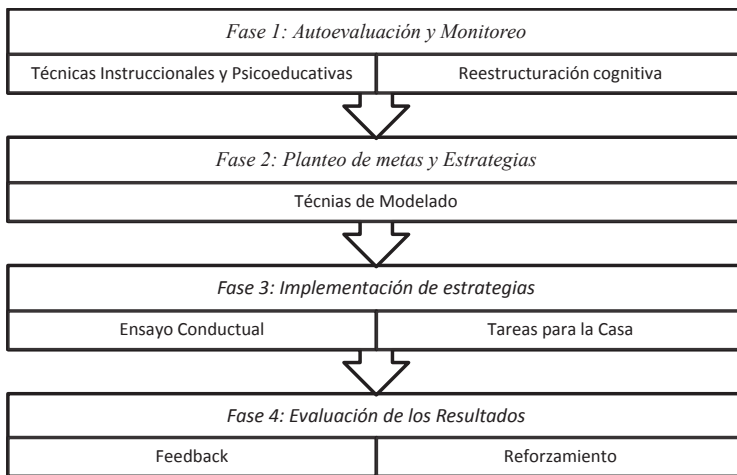 Fase 1: Autoevaluación y Monitoreo
Técnicas Instruccionales y Psicoeducativas
Reestructuración cognitiva
Fase 2: Planteo de metas y Estrategias
Técnias de Modelado
Fase 3: Implementación de estrategias
Ensayo Conductual
Tareas para la Casa
Fase 4: Evaluación de los Resultados
Feedback
Reforzamiento